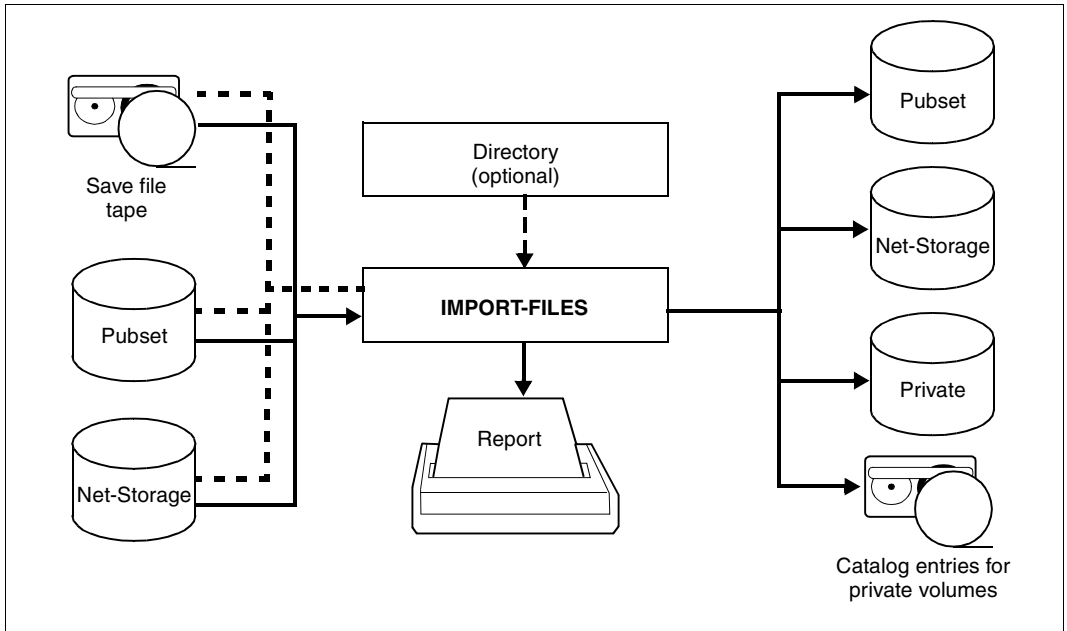 Save file
tape
Pubset
Net-Storage
Directory
(optional)
IMPORT-FILES
Report
Pubset
Net-Storage
Private
Catalog entries for
private volumes